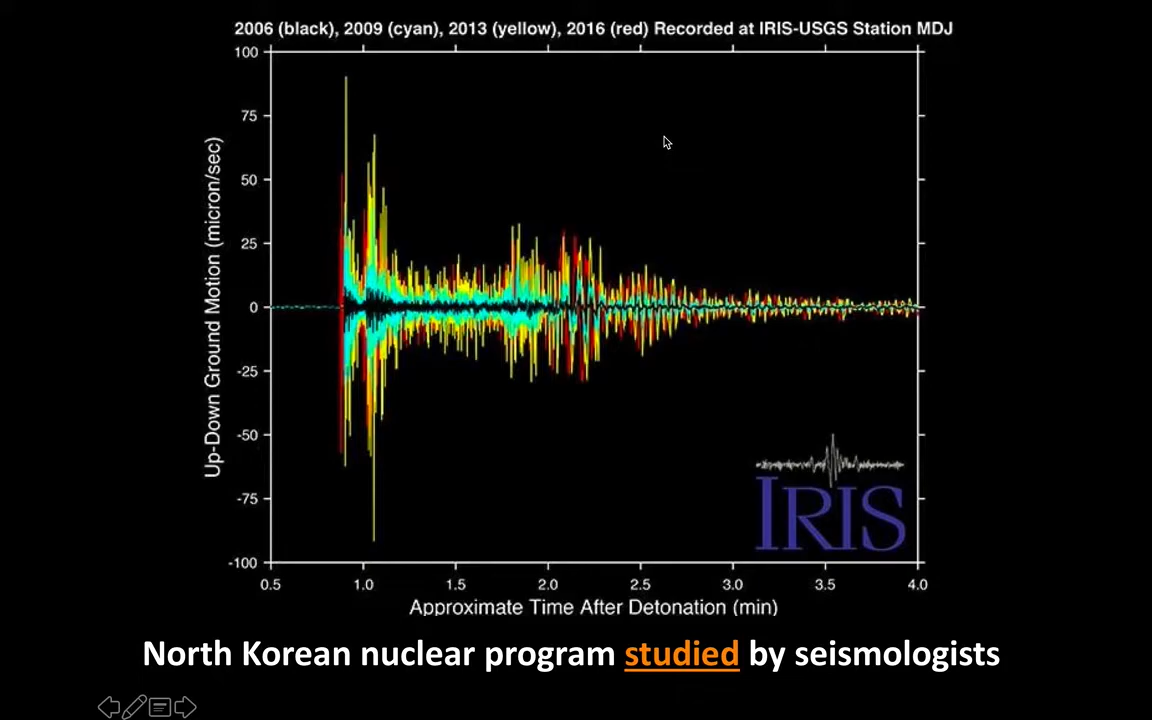 2006 (black), 2009 (cyan), 2013 (yellow), 2016 (red) Recorded at IRIS-USGS Station MDJ
100
75
50
25
0
-25
-50
-75
-100
Up-Down Ground Motion (micron/sec)
IRIS
0.5 1.0 1.5 2.0 2.5 3.0 3.5 4.0
Approximate Time After Detonation (min)
North Korean nuclear program studied by seismologists